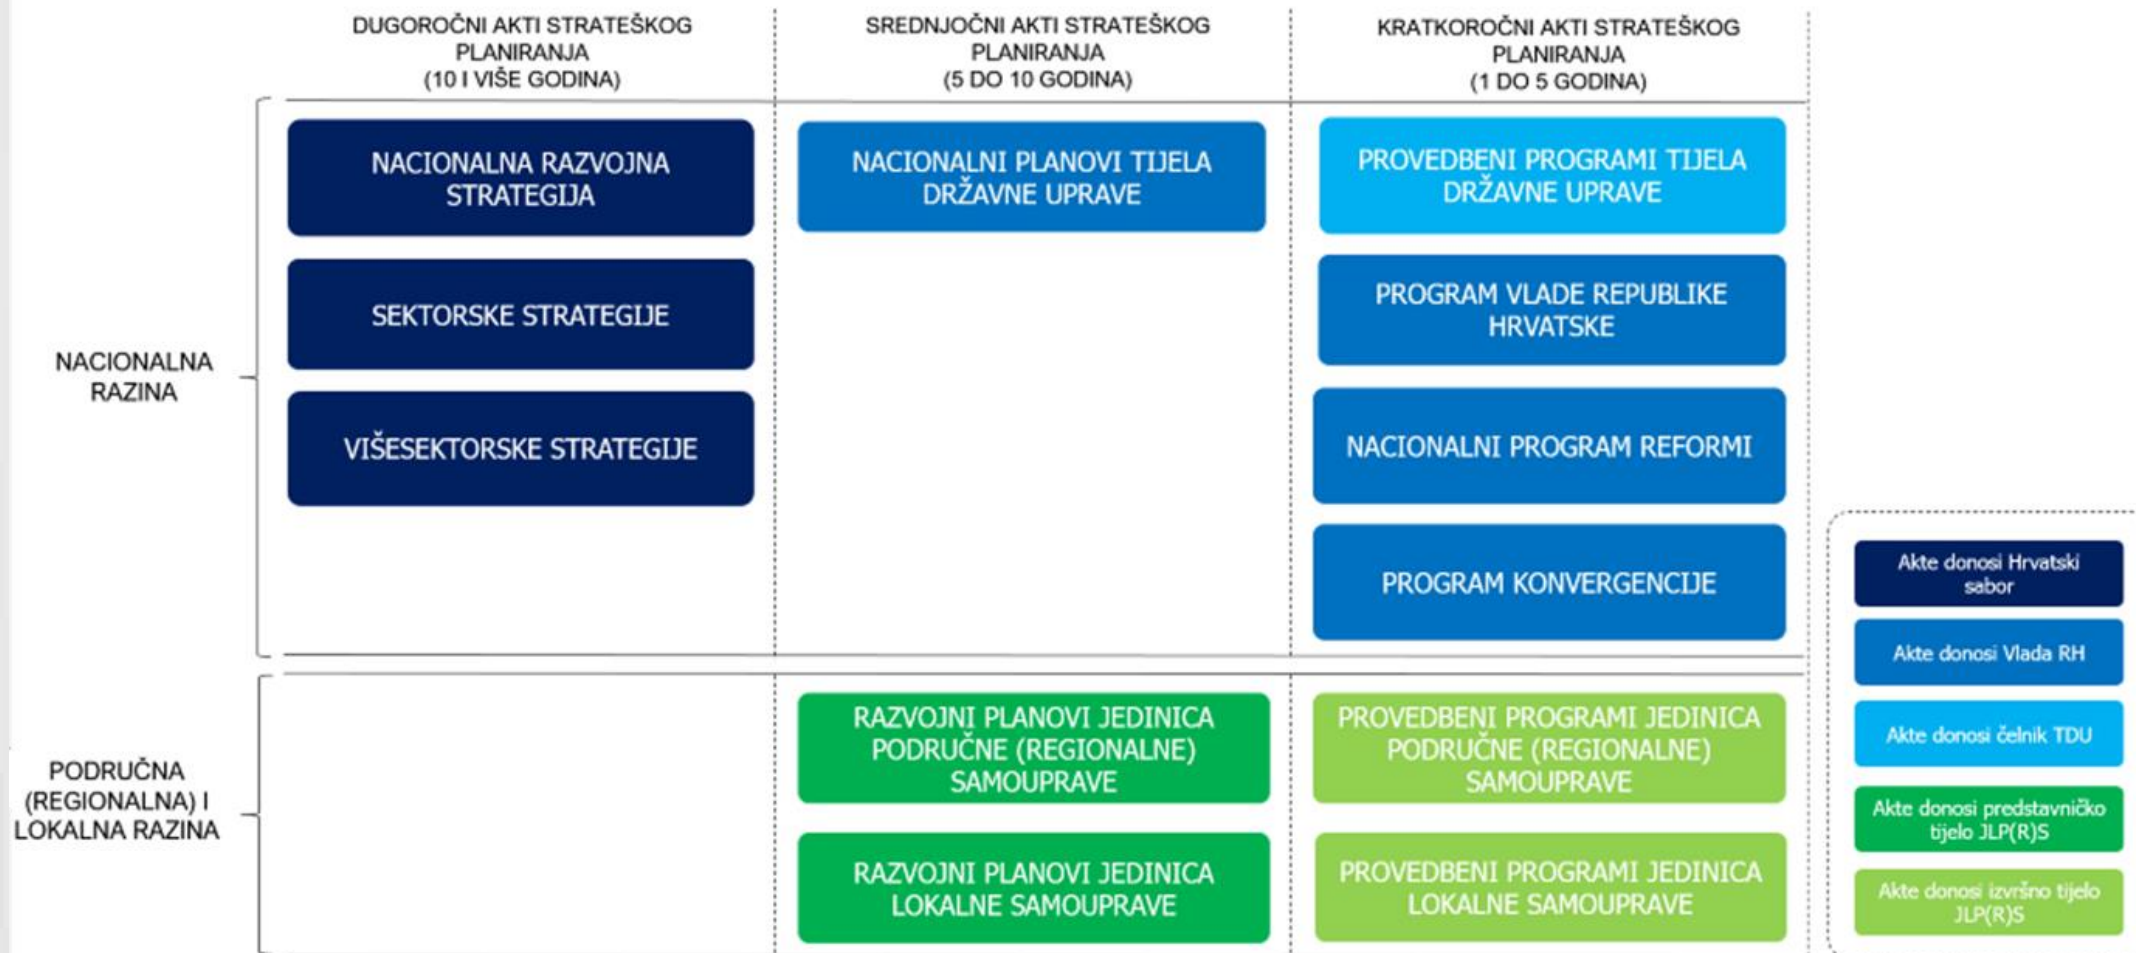 DUGOROČNI AKTI STRATEŠKOG
PLANIRANJA
(10 I VIŠE GODINA)
SREDNJOČNI AKTI STRATEŠKOG
PLANIRANJA
(5 DO 10 GODINA)
KRATKOROČNI AKTI STRATEŠKOG
PLANIRANJA
(1 DO 5 GODINA)
NACIONALNA
RAZINA
NACIONALNA RAZVOJNA
STRATEGIJA
NACIONALNI PLANOVI TIJELA
DRŽAVNE UPRAVE
PROVEDBENI PROGRAMI TIJELA
DRŽAVNE UPRAVE
SEKTORSKE STRATEGIJE
PROGRAM VLADE REPUBLIKE
HRVATSKE
VIŠESEKTORSKE STRATEGIJE
NACIONALNI PROGRAM REFORMI
PROGRAM KONVERGENCIJE
PODRUČNA
(REGIONALNA) I
LOKALNA RAZINA
RAZVOJNI PLANOVI JEDINICA
PODRUČNE (REGIONALNE)
SAMOUPRAVE
PROVEDBENI PROGRAMI JEDINICA
PODRUČNE (REGIONALNE)
SAMOUPRAVE
RAZVOJNI PLANOVI JEDINICA
LOKALNE SAMOUPRAVE
PROVEDBENI PROGRAMI JEDINICA
LOKALNE SAMOUPRAVE
Akte donosi Hrvatski
sabor
Akte donosi Vlada RH
Akte donosi čelnik TDU
Akte donosi predstavničko
tijelo JLP(R)S
Akte donosi izvršno tijelo
JLP(R)S